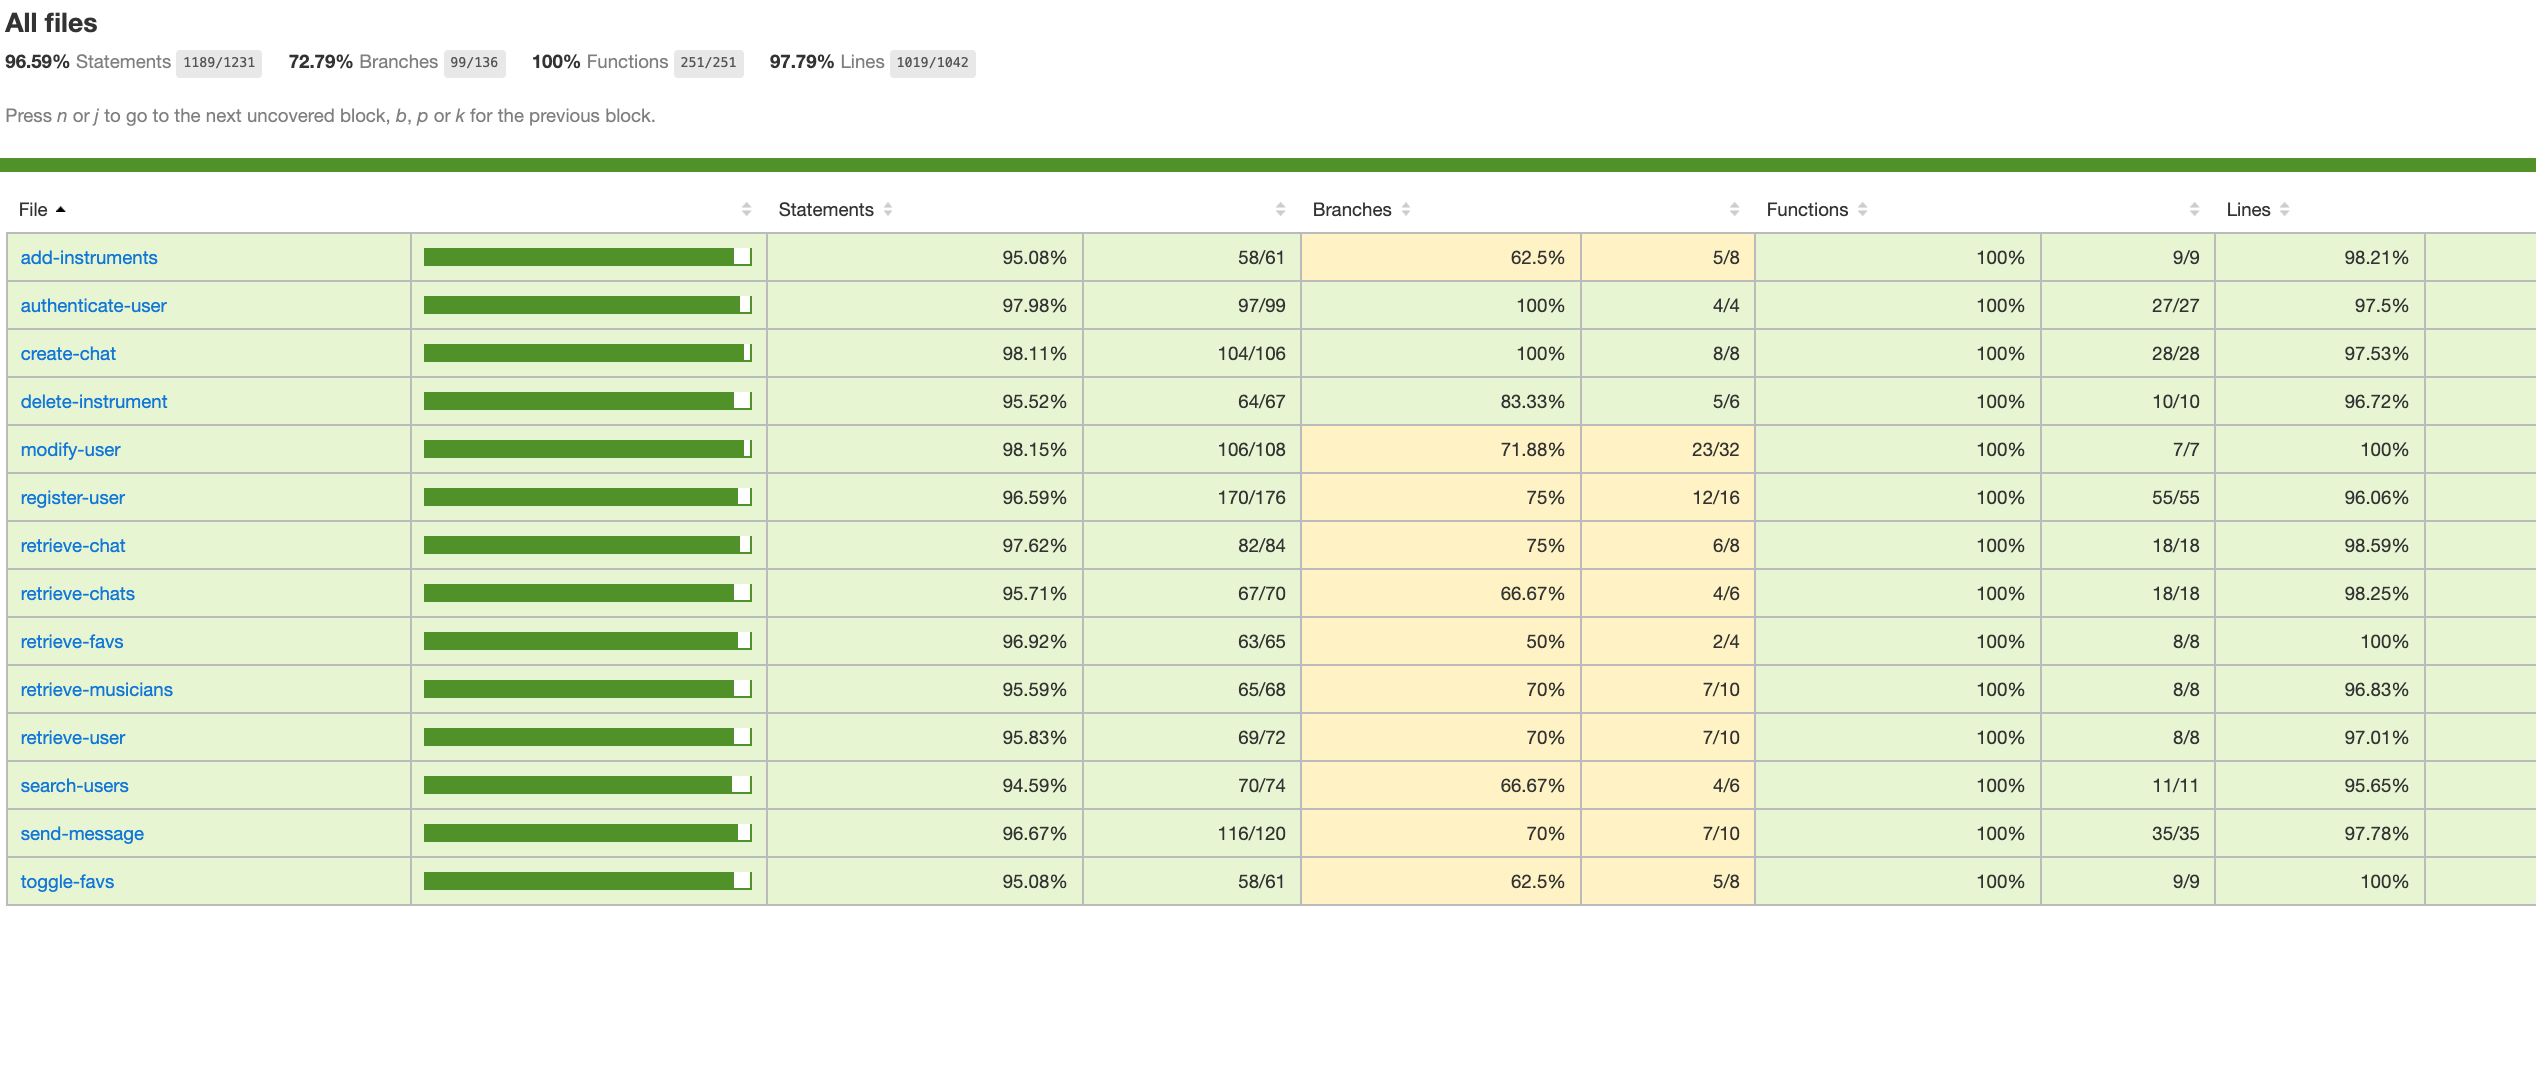 All files
96.59% Statements 1189/1231 72.79% Branches 99/136 100% Functions 251/251 97.79% Lines 1019/1042
Press n or j to go to the next uncovered block, b, p or k for the previous block.
File Statements Branches Functions Lines
add-instruments 95.08% 58/61 62.5% 5/8 100% 9/9 98.21%
authenticate-user 97.98% 97/99 100% 4/4 100% 27/27 97.5%
create-chat 98.11% 104/106 100% 8/8 100% 28/28 97.53%
delete-instrument 95.52% 64/67 83.33% 5/6 100% 10/10 96.72%
modify-user 98.15% 106/108 71.88% 23/32 100% 7/7 100%
register-user 96.59% 170/176 75% 12/16 100% 55/55 96.06%
retrieve-chat 97.62% 82/84 75% 6/8 100% 18/18 98.59%
retrieve-chats 95.71% 67/70 66.67% 4/6 100% 18/18 98.25%
retrieve-favs 96.92% 63/65 50% 2/4 100% 8/8 100%
retrieve-musicians 95.59% 65/68 70% 7/10 100% 8/8 96.83%
retrieve-user 95.83% 69/72 70% 7/10 100% 8/8 97.01%
search-users 94.59% 70/74 66.67% 4/6 100% 11/11 95.65%
send-message 96.67% 116/120 70% 7/10 100% 35/35 97.78%
toggle-favs 95.08% 58/61 62.5% 5/8 100% 9/9 100%